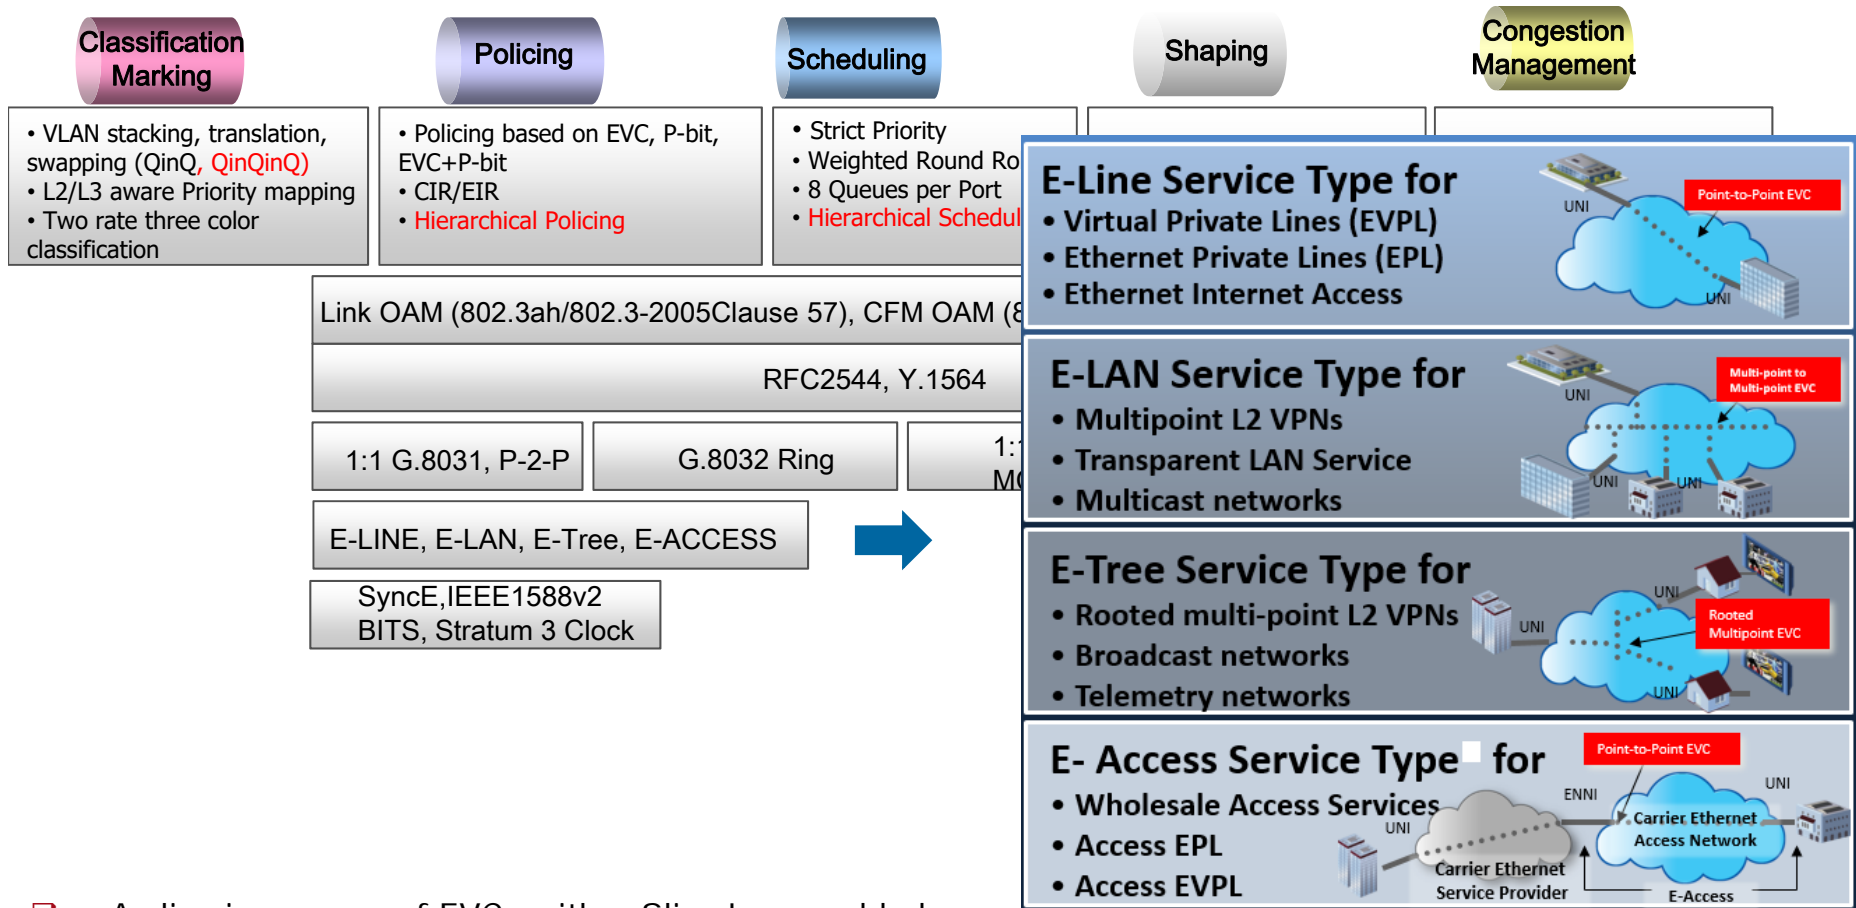 Classification
Marking
Policing
Scheduling
Shaping
Congestion
Management
• VLAN stacking, translation,
swapping (QinQ, QinQinQ)
• L2/L3 aware Priority mapping
• Two rate three color
classification
• Policing based on EVC, P-bit,
EVC+P-bit
• CIR/EIR
• Hierarchical Policing
• Strict Priority
• Weighted Round Ro
• 8 Queues per Port
• Hierarchical Schedul
Link OAM (802.3ah/802.3-2005Clause 57), CFM OAM (8
RFC2544, Y.1564
1:1 G.8031, P-2-P
G.8032 Ring
1:1
E-LINE, E-LAN, E-Tree, E-ACCESS
SyncE,IEEE1588v2
BITS, Stratum 3 Clock
E-Line Service Type for
• Virtual Private Lines (EVPL)
• Ethernet Private Lines (EPL)
• Ethernet Internet Access
UNI
Point-to-Point EVC
UNI
E-LAN Service Type for
• Multipoint L2 VPNs
• Transparent LAN Service
• Multicast networks
UNI
Multi-point to
Multi-point EVC
UNI
UNI
E-Tree Service Type for
• Rooted multi-point L2 VPNs
• Broadcast networks
• Telemetry networks
UNI
UNI
Rooted
Multipoint EVC
UNI
E- Access Service Type for
• Wholesale Access Services
• Access EPL
• Access EVPL
Point-to-Point EVC
ENNI
UNI
UNI
Carrier Ethernet
Access Network
Carrier Ethernet
Service Provider
E-Access